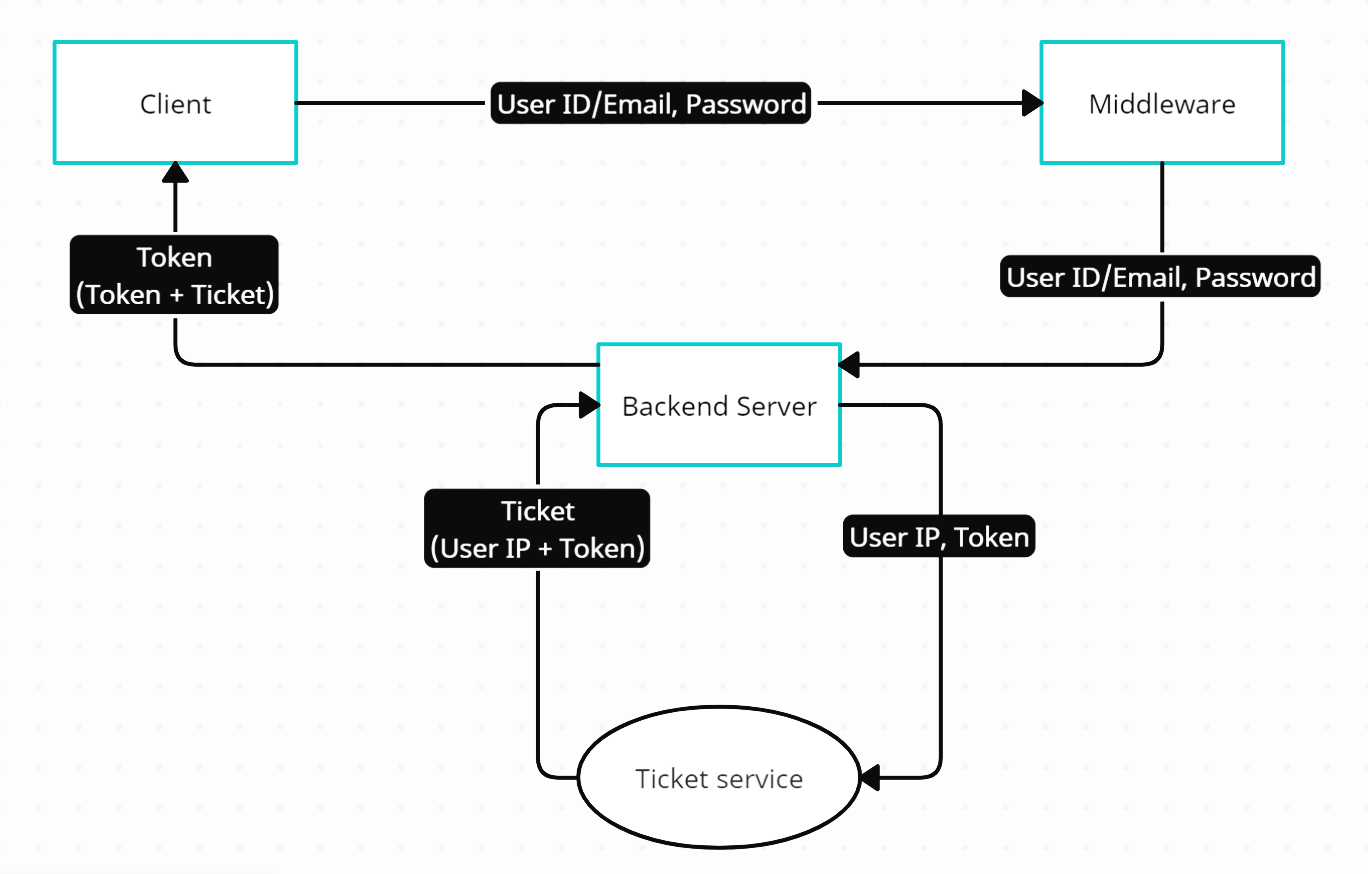 Client
User ID/Email, Password
Middleware
Token
(Token + Ticket)
User ID/Email, Password
Backend Server
Ticket
(User IP + Token)
User IP, Token
Ticket service